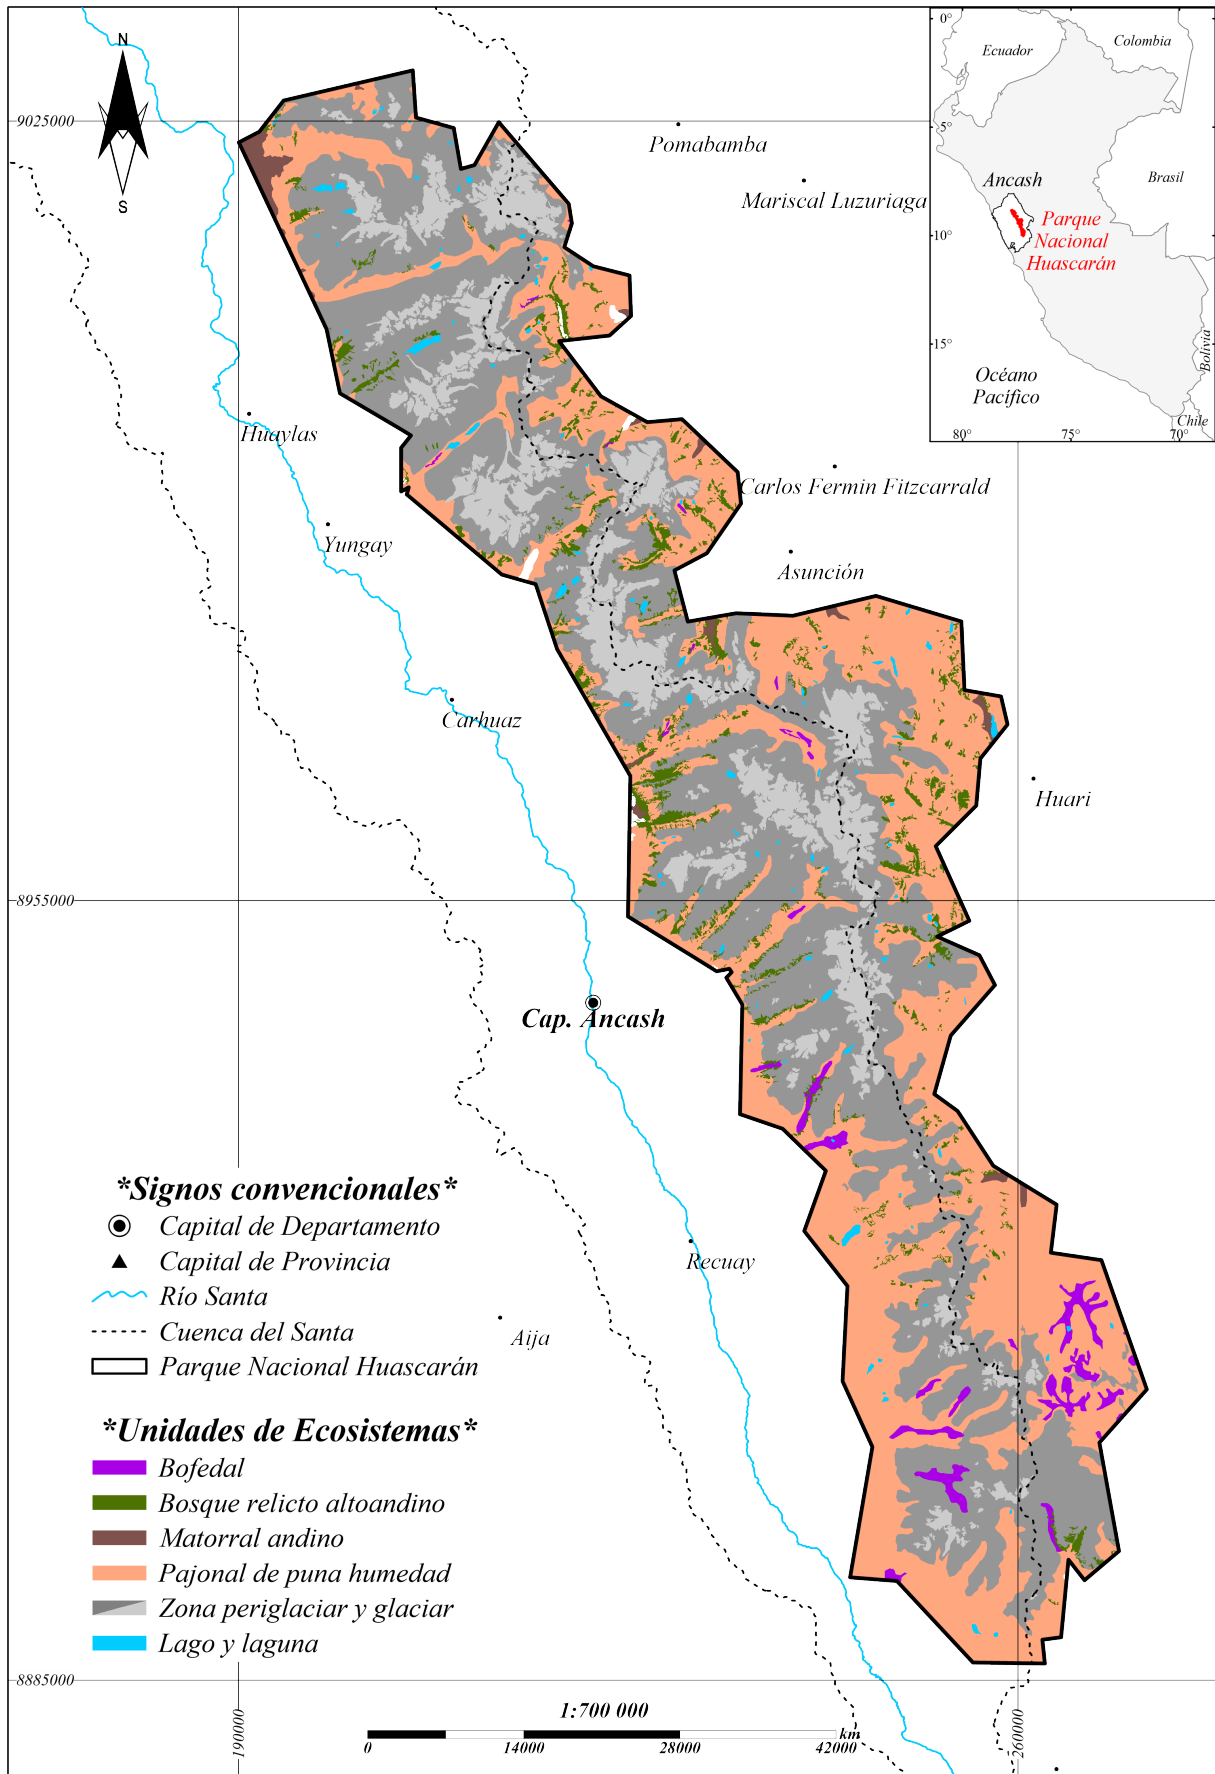 N
S
9025000
8955000
8885000
190000
260000
Pomabamba
Mariscal Luzuriaga
Huaylas
Carlos Fermin Fitzcarrald
Yungay
Asunción
Carhuaz
Huari
Cap. Ancash
Recuay
Aija
0°
5°
10°
15°
80°
75°
70°
Ecuador
Colombia
Brasil
Ancash
Parque
Nacional
Huascarán
Océano
Pacífico
Bolivia
Chile
*Signos convencionales*
Capital de Departamento
Capital de Provincia
Río Santa
Cuenca del Santa
Parque Nacional Huascarán
*Unidades de Ecosistemas*
Bofedal
Bosque relicto altoandino
Matorral andino
Pajonal de puna humedad
Zona periglaciar y glaciar
Lago y laguna
1:700 000
km
0 14000 28000 42000